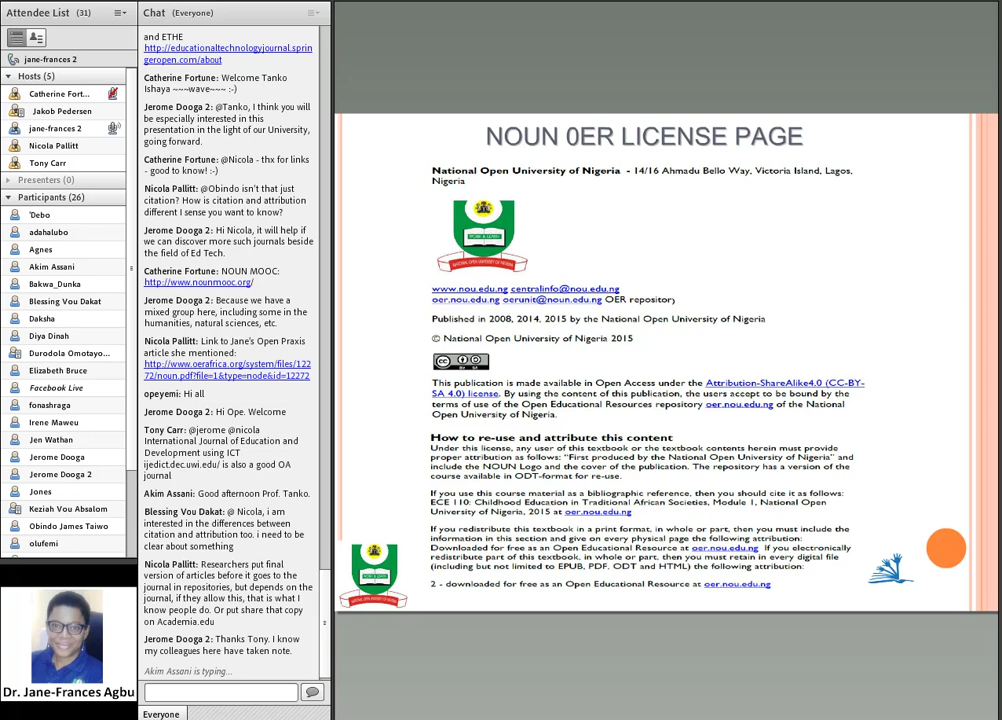 Attendee List (31)
jane-frances 2
Hosts (5)
Catherine Fort...
Jakob Pedersen
jane-frances 2
Nicola Pallitt
Tony Carr
Presenters (0)
Participants (26)
'Debo
adahalubo
Agnes
Akim Assani
Bakwa_Dunka
Blessing Vou Dakat
Daksha
Diya Dinah
Durodola Omotayo...
Elizabeth Bruce
Facebook Live
fonashraga
Irene Maweu
Jen Wathan
Jerome Dooga
Jerome Dooga 2
Jones
Keziah Vou Absalom
Obindo James Taiwo
olufemi
Dr. Jane-Frances Agbu
Chat (Everyone)
and ETHE
http://educationaltechnologyjournal.sprin
geropen.com/about
Catherine Fortune: Welcome Tanko
Ishaya ~~~wave~~~ :-)
Jerome Dooga 2: @Tanko, I think you will
be especially interested in this
presentation in the light of our University,
going forward.
Catherine Fortune: @Nicola - thx for links
- good to know! :-)
Nicola Pallitt: @Obindo isn't that just
citation? How is citation and attribution
different I sense you want to know?
Jerome Dooga 2: Hi Nicola, it will help if
we can discover more such journals beside
the field of Ed Tech.
Catherine Fortune: NOUN MOOC:
http://www.nounmooc.org/
Jerome Dooga 2: Because we have a
mixed group here, including some in the
humanities, natural sciences, etc.
Nicola Pallitt: Link to Jane's Open Praxis
article she mentioned:
http://www.oerafrica.org/system/files/122
72/noun.pdf?file=1&type=node&id=12272
opeyemi: Hi all
Jerome Dooga 2: Hi Ope. Welcome
Tony Carr: @jerome @nicola
International Journal of Education and
Development using ICT
ijedict.dec.uwi.edu/ is also a good OA
journal
Akim Assani: Good afternoon Prof. Tanko.
Blessing Vou Dakat: @ Nicola, i am
interested in the differences between
citation and attribution too. i need to be
clear about something
Nicola Pallitt: Researchers put final
version of articles before it goes to the
journal in repositories, but depends on the
journal, if they allow this, that is what I
know people do. Or put share that copy
on Academia.edu
Jerome Dooga 2: Thanks Tony. I know
my colleagues here have taken note.
Akim Assani is typing...
Everyone
NOUN 0ER LICENSE PAGE
National Open University of Nigeria - 14/16 Ahmadu Bello Way, Victoria Island, Lagos,
Nigeria
www.nou.edu.ng centralinfo@nou.edu.ng
oer.nou.edu.ng oerunit@noun.edu.ng OER repository
Published in 2008, 2014, 2015 by the National Open University of Nigeria
© National Open University of Nigeria 2015
cc BY SA
This publication is made available in Open Access under the Attribution-ShareAlike4.0 (CC-BY-
SA 4.0) license. By using the content of this publication, the users accept to be bound by the
terms of use of the Open Educational Resources repository oer.nou.edu.ng of the National
Open University of Nigeria.
How to re-use and attribute this content
Under this license, any user of this textbook or the textbook contents herein must provide
proper attribution as follows: "First produced by the National Open University of Nigeria" and
include the NOUN Logo and the cover of the publication. The repository has a version of the
course available in ODT-format for re-use.
If you use this course material as a bibliographic reference, then you should cite it as follows:
ECE 110: Childhood Education in Traditional African Societies, Module 1, National Open
University of Nigeria, 2015 at oer.nou.edu.ng
If you redistribute this textbook in a print format, in whole or part, then you must include the
information in this section and give on every physical page the following attribution:
Downloaded for free as an Open Educational Resource at oer.nou.edu.ng If you electronically
redistribute part of this textbook, in whole or part, then you must retain in every digital file
(including but not limited to EPUB, PDF, ODT and HTML) the following attribution:
2 - downloaded for free as an Open Educational Resource at oer.nou.edu.ng